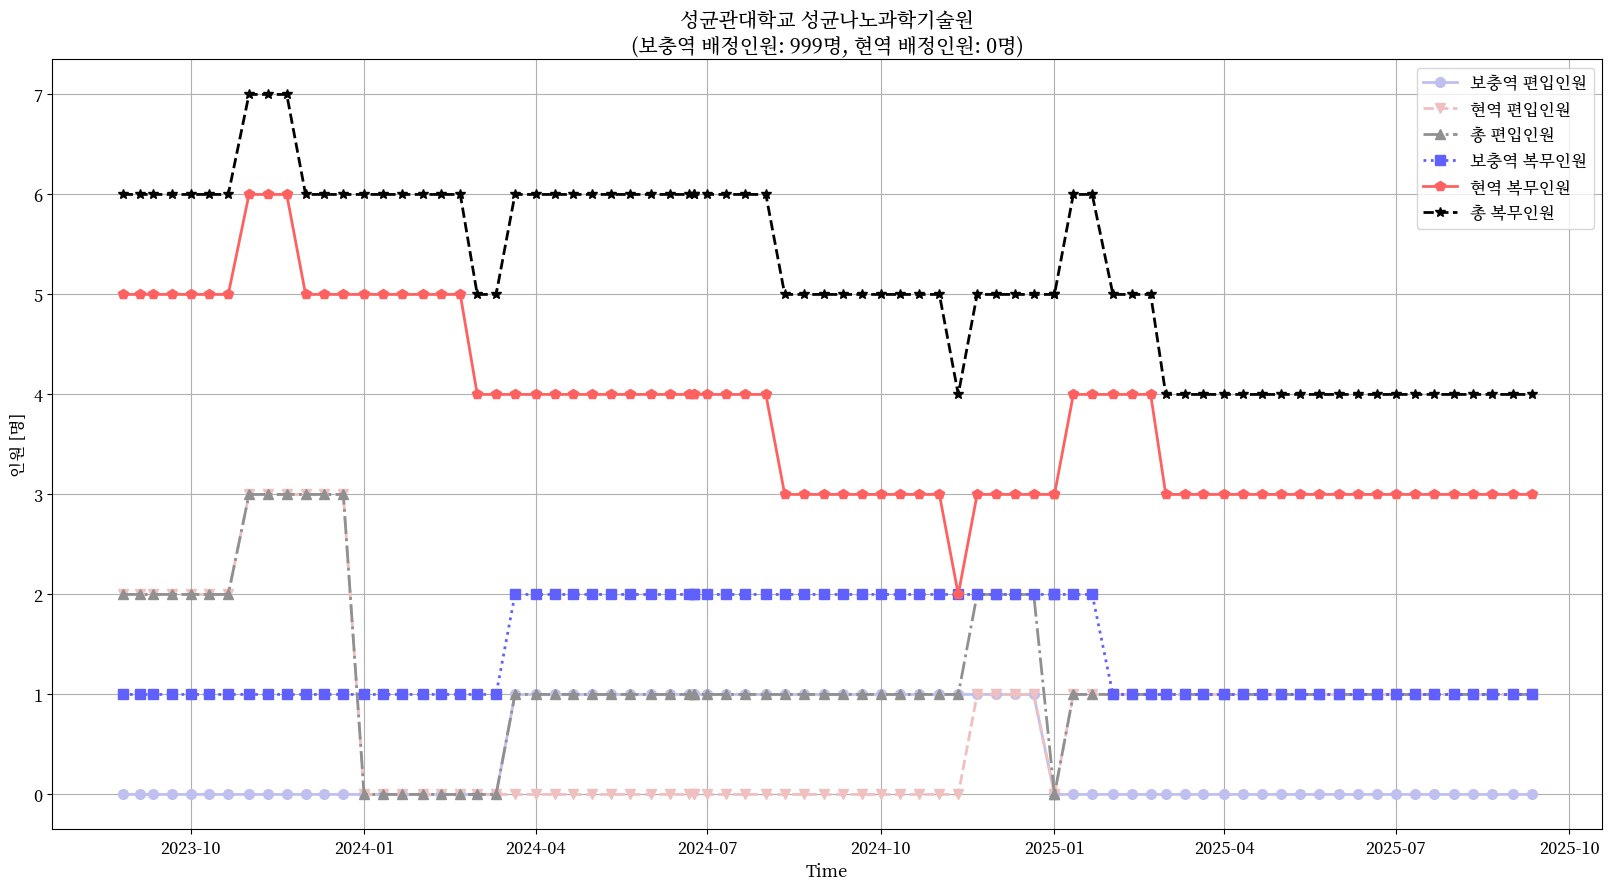 성균관대학교 성균나노과학기술원
(보충역 배정인원: 999명, 현역 배정인원: 0명)
보충역 편입인원
현역 편입인원
총 편입인원
보충역 복무인원
현역 복무인원
총 복무인원
인원 [명]
7
6
5
4
3
2
1
0
2023-10
2024-01
2024-04
2024-07
2024-10
2025-01
2025-04
2025-07
2025-10
Time